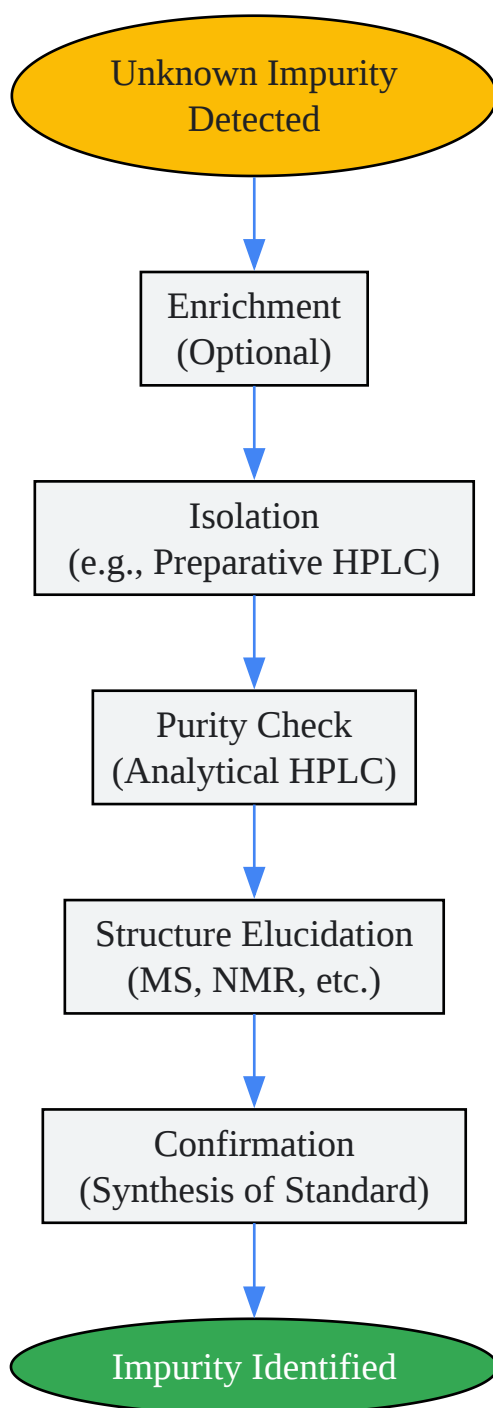 Unknown Impurity
Detected
Enrichment
(Optional)
Isolation
(e.g., Preparative HPLC)
Purity Check
(Analytical HPLC)
Structure Elucidation
(MS, NMR, etc.)
Confirmation
(Synthesis of Standard)
Impurity Identified